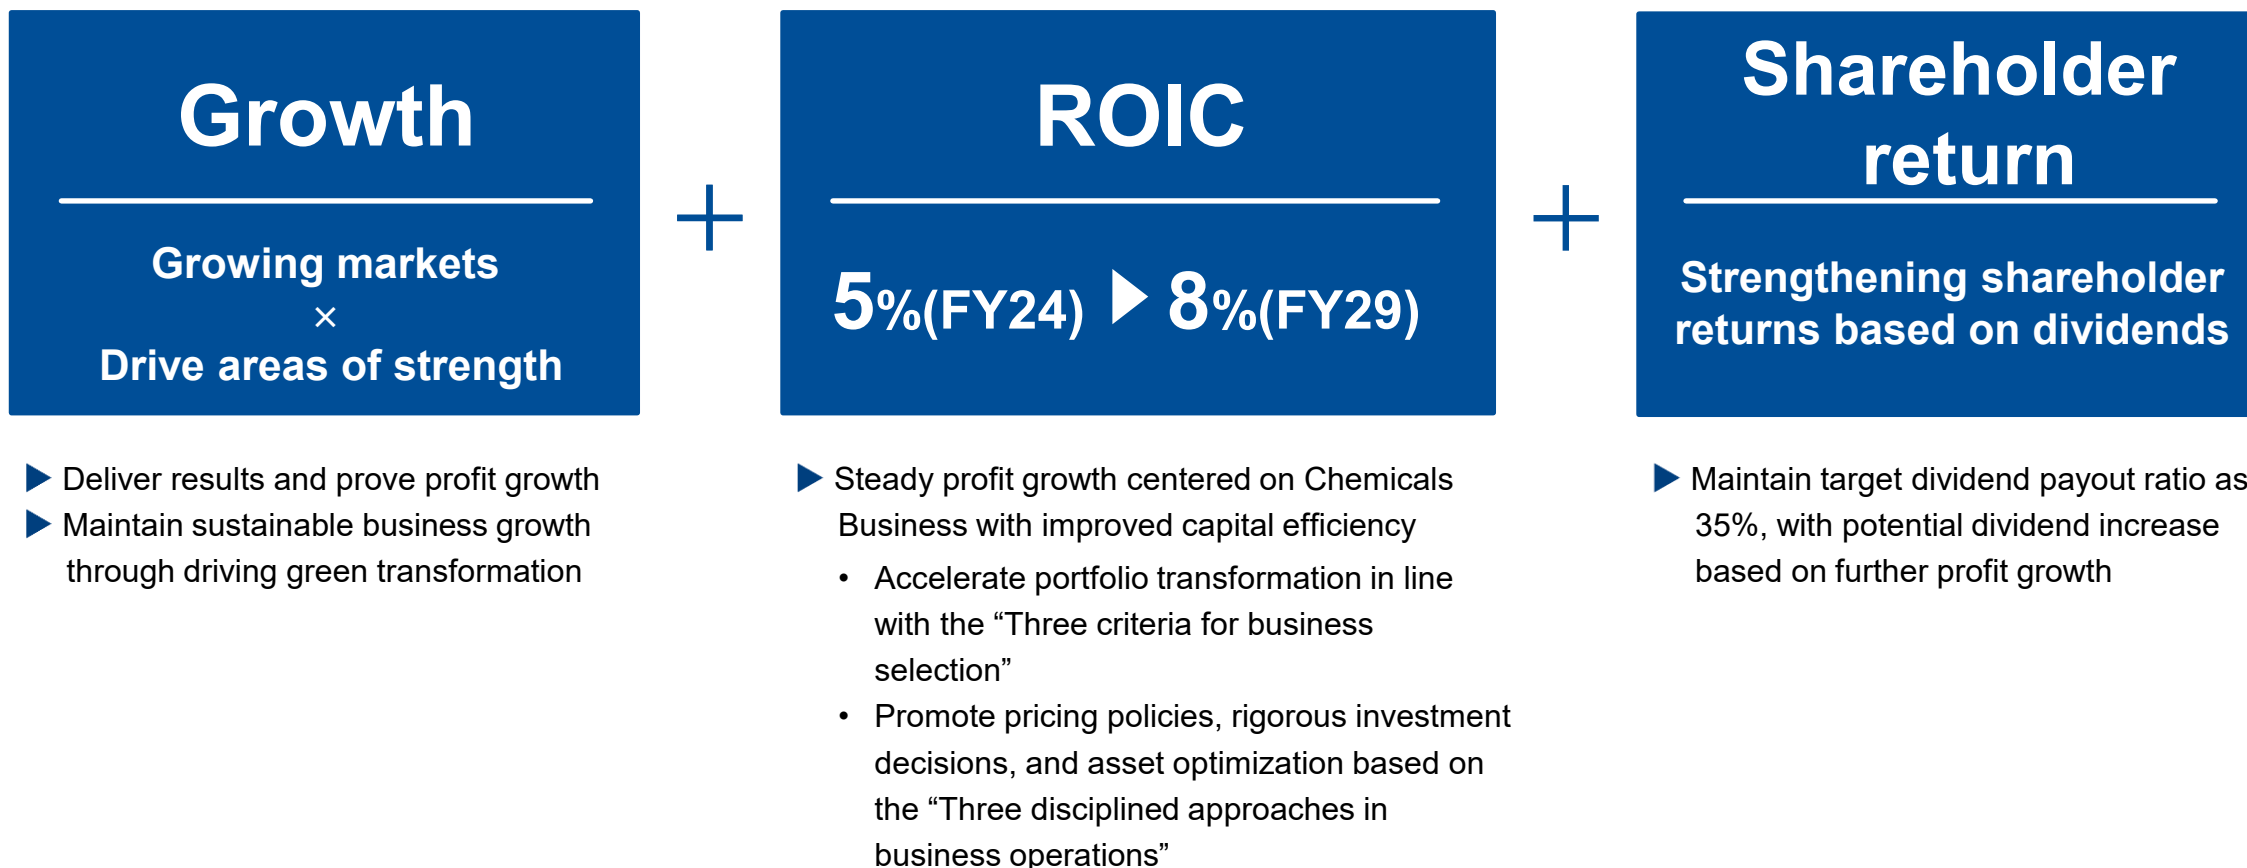 Growth
Growing markets
×
Drive areas of strength
▶ Deliver results and prove profit growth
▶ Maintain sustainable business growth
through driving green transformation
+
ROIC
5%(FY24) ▶ 8%(FY29)
▶ Steady profit growth centered on Chemicals
Business with improved capital efficiency
• Accelerate portfolio transformation in line
with the “Three criteria for business
selection”
• Promote pricing policies, rigorous investment
decisions, and asset optimization based on
the “Three disciplined approaches in
business operations”
+
Shareholder
return
Strengthening shareholder
returns based on dividends
▶ Maintain target dividend payout ratio as
35%, with potential dividend increase
based on further profit growth